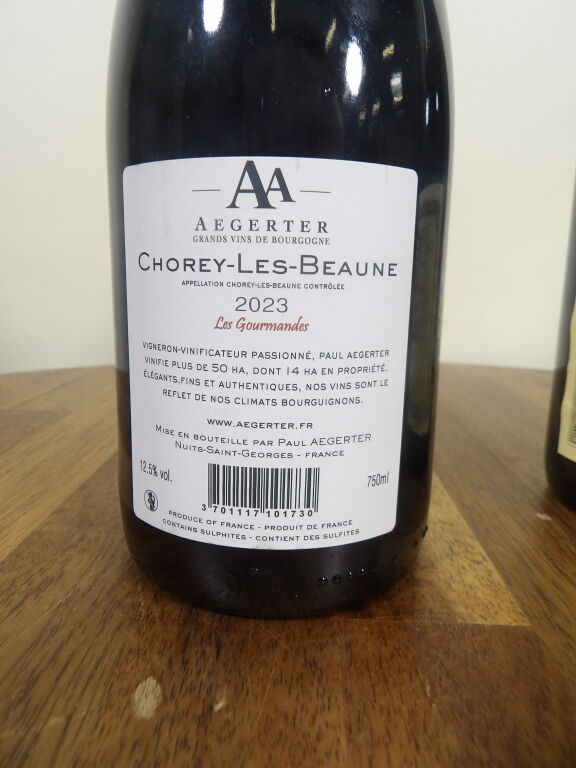 AA
AEGERTER
GRANDS VINS DE BOURGOGNE
CHOREY-LES-BEAUNE
APPELLATION CHOREY-LES-BEAUNE CONTRÔLÉE
2023
Les Gourmandes
VIGNERON-VINIFICATEUR PASSIONNÉ, PAUL AEGERTER
VINIFIE PLUS DE 50 HA, DONT 14 HA EN PROPRIÉTÉ.
ÉLÉGANTS,FINS ET AUTHENTIQUES, NOS VINS SONT LE
REFLET DE NOS CLIMATS BOURGUIGNONS.
WWW.AEGERTER.FR
MISE EN BOUTEILLE PAR PAUL AEGERTER
NUITS-SAINT-GEORGES - FRANCE
12.5% vol.
750ml
3 701117 101730
PRODUCE OF FRANCE - PRODUIT DE FRANCE
CONTAINS SULPHITES - CONTIENT DES SULFITES